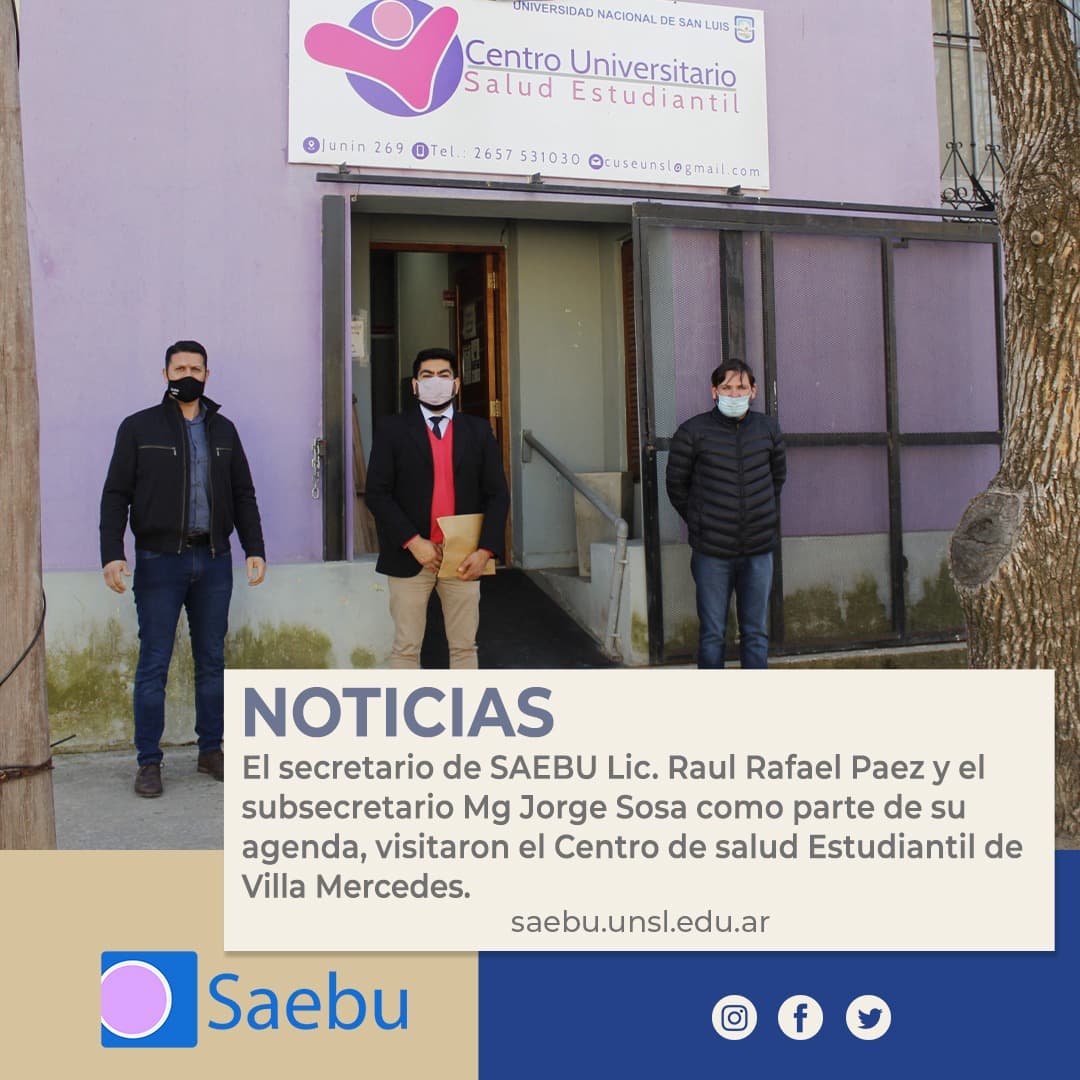 UNIVERSIDAD NACIONAL DE SAN LUIS
Centro Universitario
Salud Estudiantil
Junin 269 Tel.: 2657 531030 cuseunsl@gmail.com
NOTICIAS
El secretario de SAEBU Lic. Raul Rafael Paez y el
subsecretario Mg Jorge Sosa como parte de su
agenda, visitaron el Centro de salud Estudiantil de
Villa Mercedes.
saebu.unsl.edu.ar
Saebu